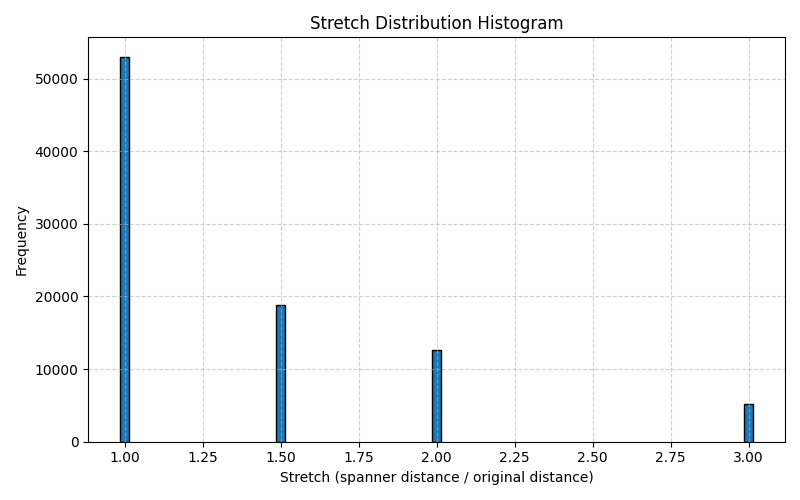 Stretch Distribution Histogram
Frequency
50000
40000
30000
20000
10000
0
1.00 1.25 1.50 1.75 2.00 2.25 2.50 2.75 3.00
Stretch (spanner distance / original distance)